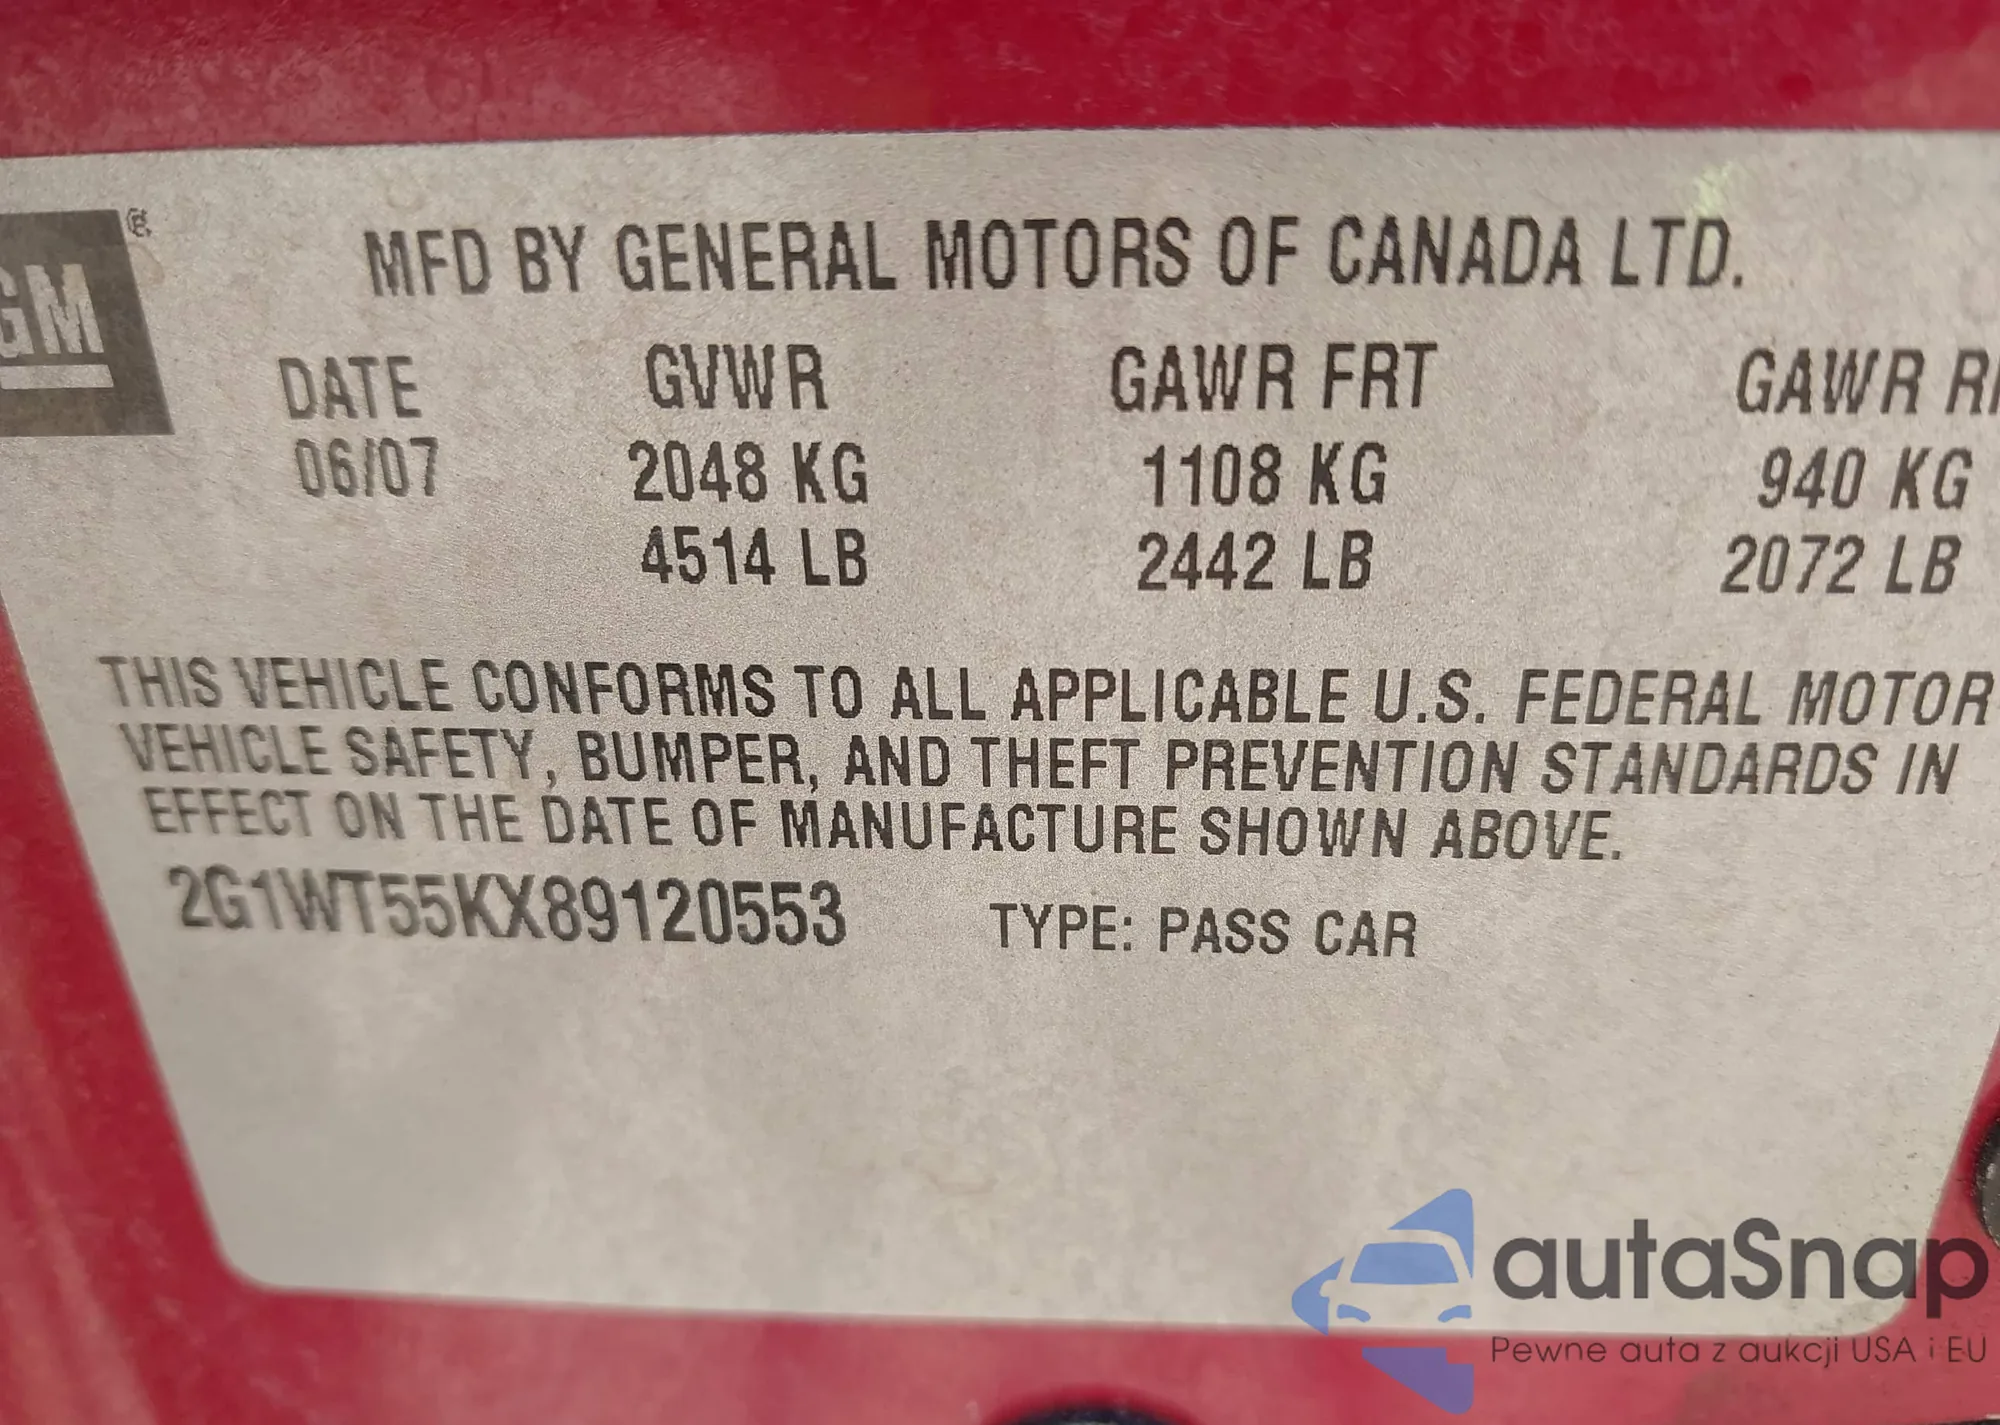 GM
MFD BY GENERAL MOTORS OF CANADA LTD.
DATE GVWR GAWR FRT GAWR
06/07 2048 KG 1108 KG 940 KG
4514 LB 2442 LB 2072 LB
THIS VEHICLE CONFORMS TO ALL APPLICABLE U.S. FEDERAL MOTOR
VEHICLE SAFETY, BUMPER, AND THEFT PREVENTION STANDARDS IN
EFFECT ON THE DATE OF MANUFACTURE SHOWN ABOVE.
2G1WT55KX89120553 TYPE: PASS CAR
autaSnap
Pewne auta z aukcji USA i EU